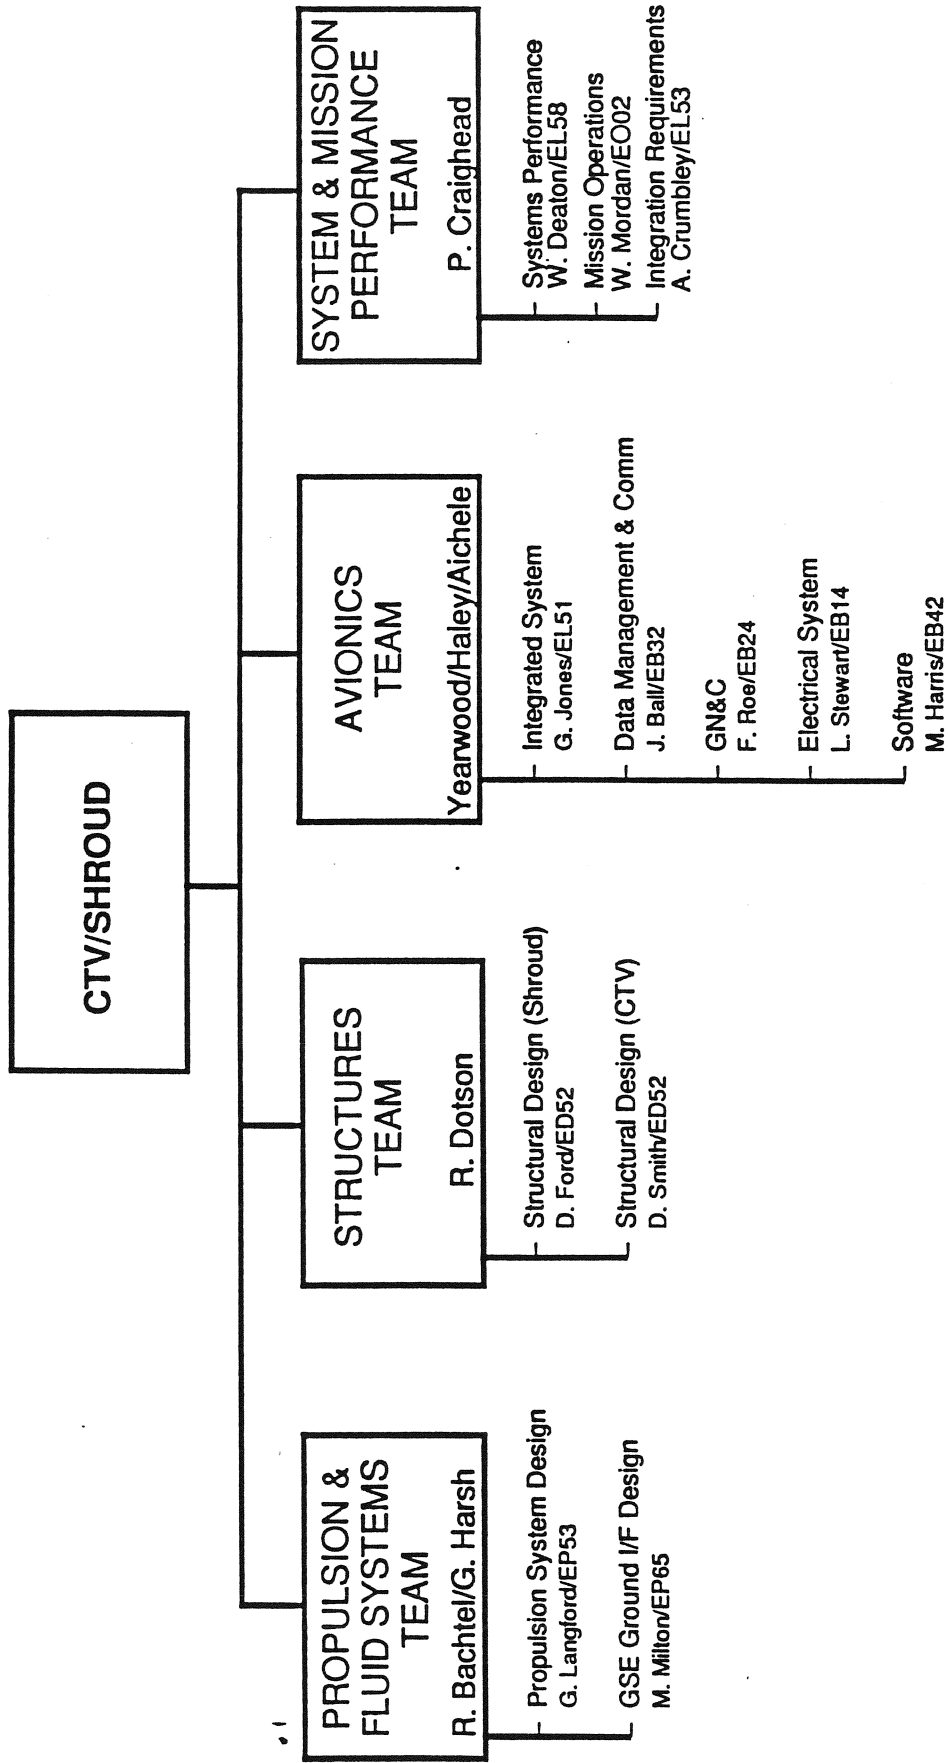 CTV/SHROUD
PROPULSION &
FLUID SYSTEMS
TEAM
R. Bachtel/G. Harsh
Propulsion System Design
G. Langford/EP53
GSE Ground I/F Design
M. Milton/EP65
STRUCTURES
TEAM
R. Dotson
Structural Design (Shroud)
D. Ford/ED52
Structural Design (CTV)
D. Smith/ED52
AVIONICS
TEAM
Yearwood/Haley/Aichele
Integrated System
G. Jones/EL51
Data Management & Comm
J. Ball/EB32
GN&C
F. Roe/EB24
Electrical System
L. Stewart/EB14
Software
M. Harris/EB42
SYSTEM & MISSION
PERFORMANCE
TEAM
P. Craighead
Systems Performance
W. Deaton/EL58
Mission Operations
W. Mordan/EO02
Integration Requirements
A. Crumbley/EL53